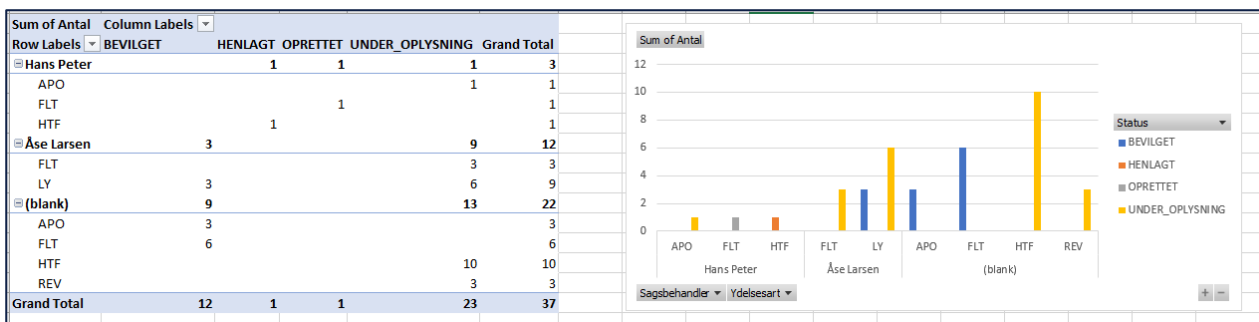 Sum of Antal Column Labels
Row Labels BEVILGET HENLAGT OPRETTET UNDER_OPLYSNING Grand Total
Hans Peter 1 1 1 3
APO 1 1
FLT 1 1
HTF 1 1
Åse Larsen 3 9 12
FLT 3 3
LY 3 6 9
(blank) 9 13 22
APO 3 3
FLT 6 6
HTF 10 10
REV 3 3
Grand Total 12 1 1 23 37
Sum of Antal
12
10
8
6
4
2
0
APO FLT HTF FLT LY APO FLT HTF REV
Hans Peter Åse Larsen (blank)
Sagsbehandler Ydelsesart
Status
BEVILGET
HENLAGT
OPRETTET
UNDER_OPLYSNING
+ -